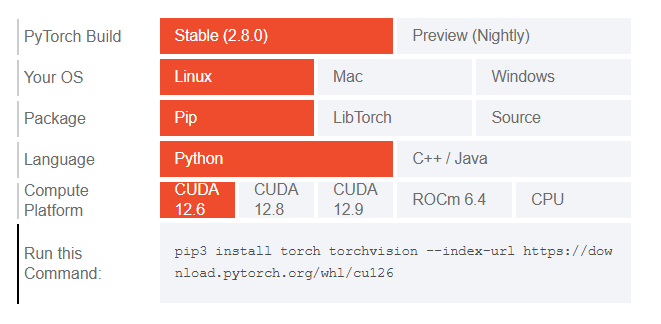 PyTorch Build Stable (2.8.0) Preview (Nightly)
Your OS Linux Mac Windows
Package Pip LibTorch Source
Language Python C++ / Java
Compute Platform CUDA 12.6 CUDA 12.8 CUDA 12.9 ROCm 6.4 CPU
Run this Command:
pip3 install torch torchvision --index-url https://dow
nload.pytorch.org/whl/cu126